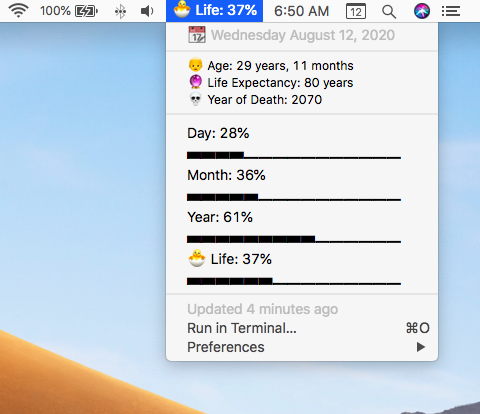 100% Life: 37% 6:50 AM 12
Wednesday August 12, 2020
Age: 29 years, 11 months
Life Expectancy: 80 years
Year of Death: 2070
Day: 28%
Month: 36%
Year: 61%
Life: 37%
Updated 4 minutes ago
Run in Terminal... ⌘O
Preferences